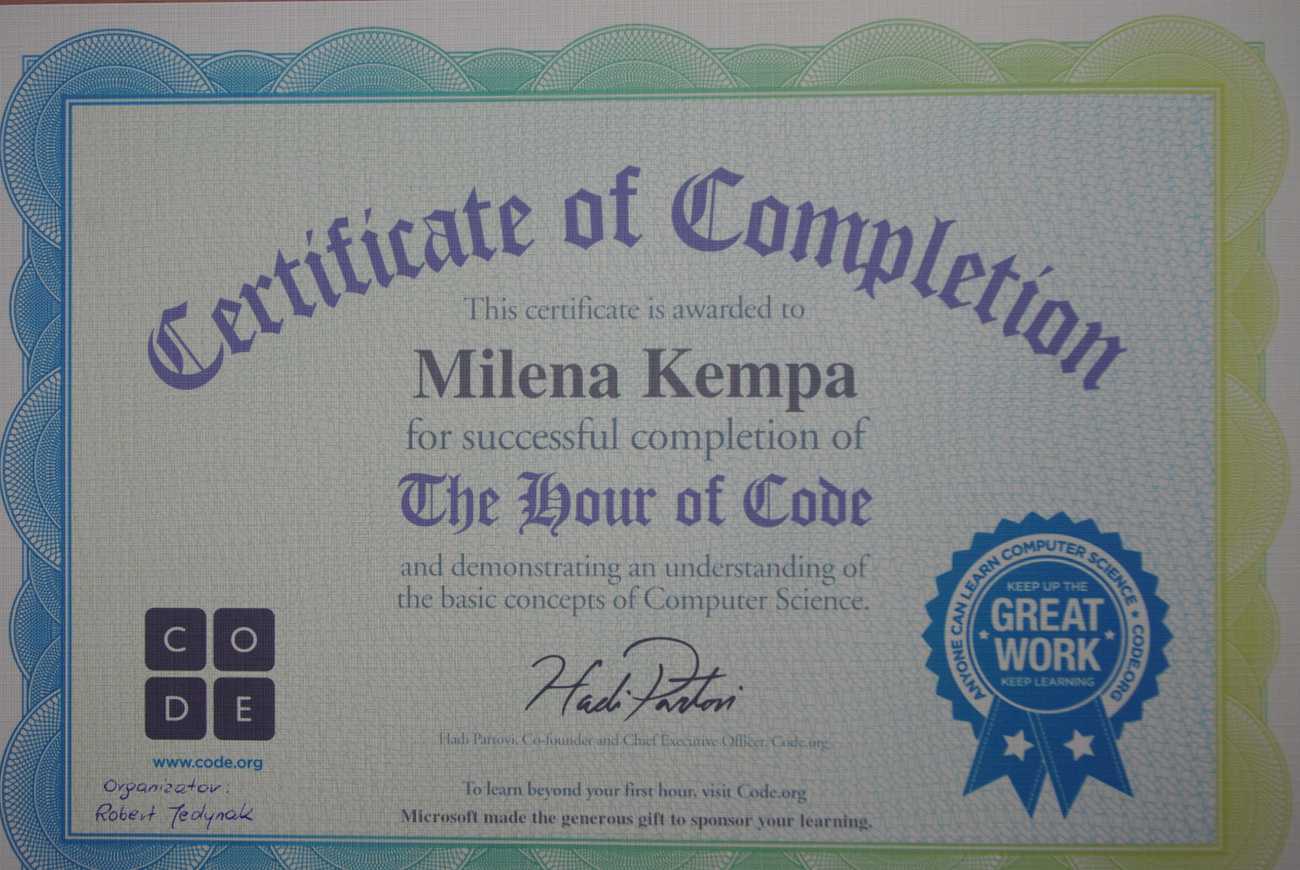 Certificate of Completion
This certificate is awarded to
Milena Kempa
for successful completion of
The Hour of Code
and demonstrating an understanding of
the basic concepts of Computer Science.
Hadi Partovi
Hadi Partovi, Co-founder and Chief Executive Officer, Code.org
To learn beyond your first hour, visit Code.org
Microsoft made the generous gift to sponsor your learning.
C O
D E
www.code.org
Organizator:
Robert Jedynak
ANYONE CAN LEARN COMPUTER SCIENCE • CODE.ORG
KEEP UP THE
GREAT
WORK
KEEP LEARNING